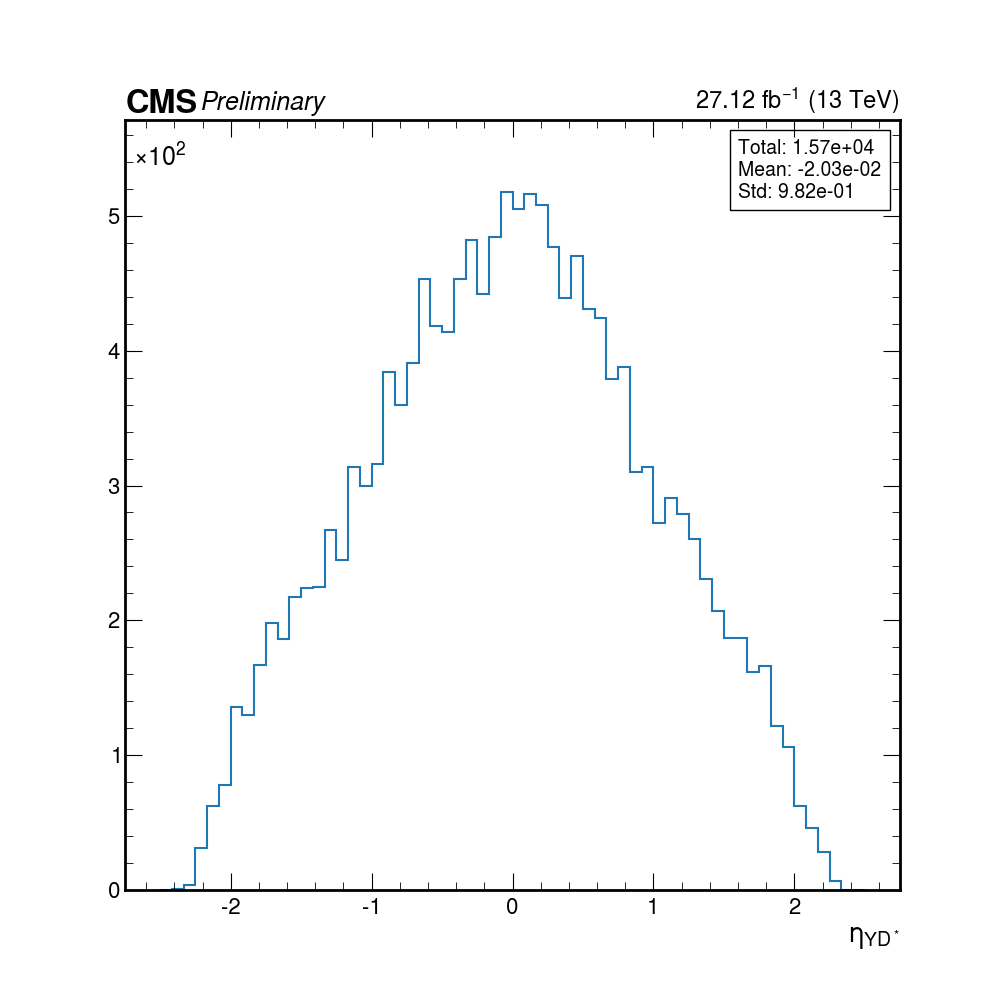 CMS Preliminary 27.12 fb⁻¹ (13 TeV)
×10²
Total: 1.57e+04
Mean: -2.03e-02
Std: 9.82e-01
5
4
3
2
1
0
-2 -1 0 1 2
ηYD*